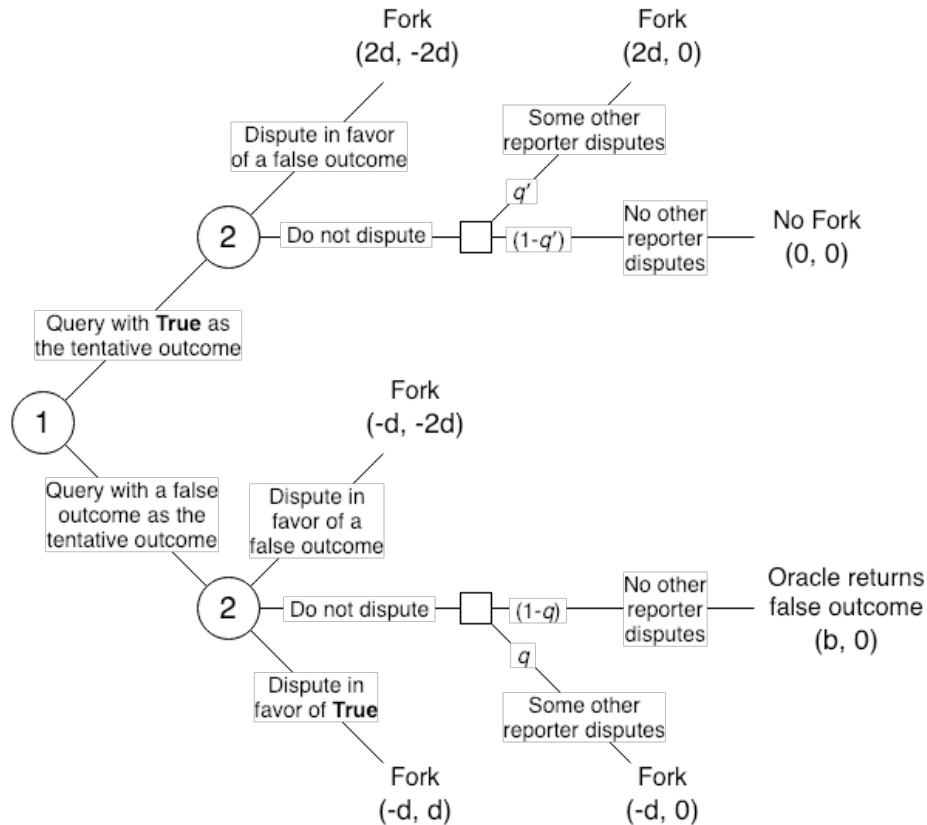 Fork
(2d, -2d)
Fork
(2d, 0)
Dispute in favor
of a false outcome
Some other
reporter disputes
q'
2
Do not dispute
(1-q')
No other
reporter
disputes
No Fork
(0, 0)
Query with True as
the tentative outcome
1
Fork
(-d, -2d)
Query with a false
outcome as the
tentative outcome
Dispute in
favor of a
false outcome
2
Do not dispute
(1-q)
No other
reporter
disputes
Oracle returns
false outcome
(b, 0)
q
Dispute in
favor of True
Some other
reporter disputes
Fork
(-d, d)
Fork
(-d, 0)